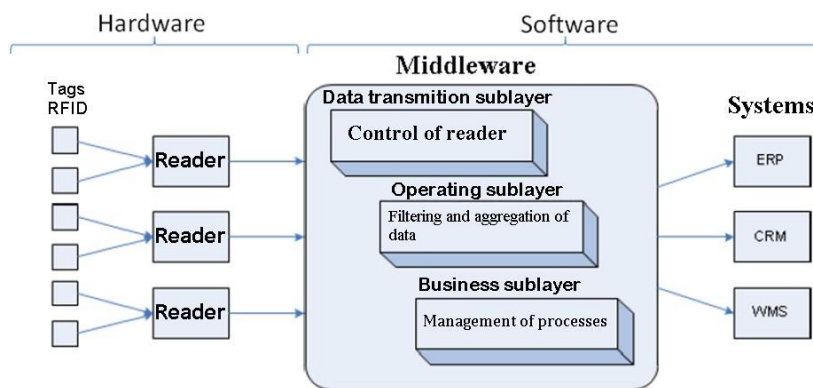 Hardware
Software
Middleware
Tags
RFID
Data transmition sublayer
Systems
Control of reader
Reader
ERP
Operating sublayer
Filtering and aggregation of
data
Reader
CRM
Business sublayer
Reader
Management of processes
WMS